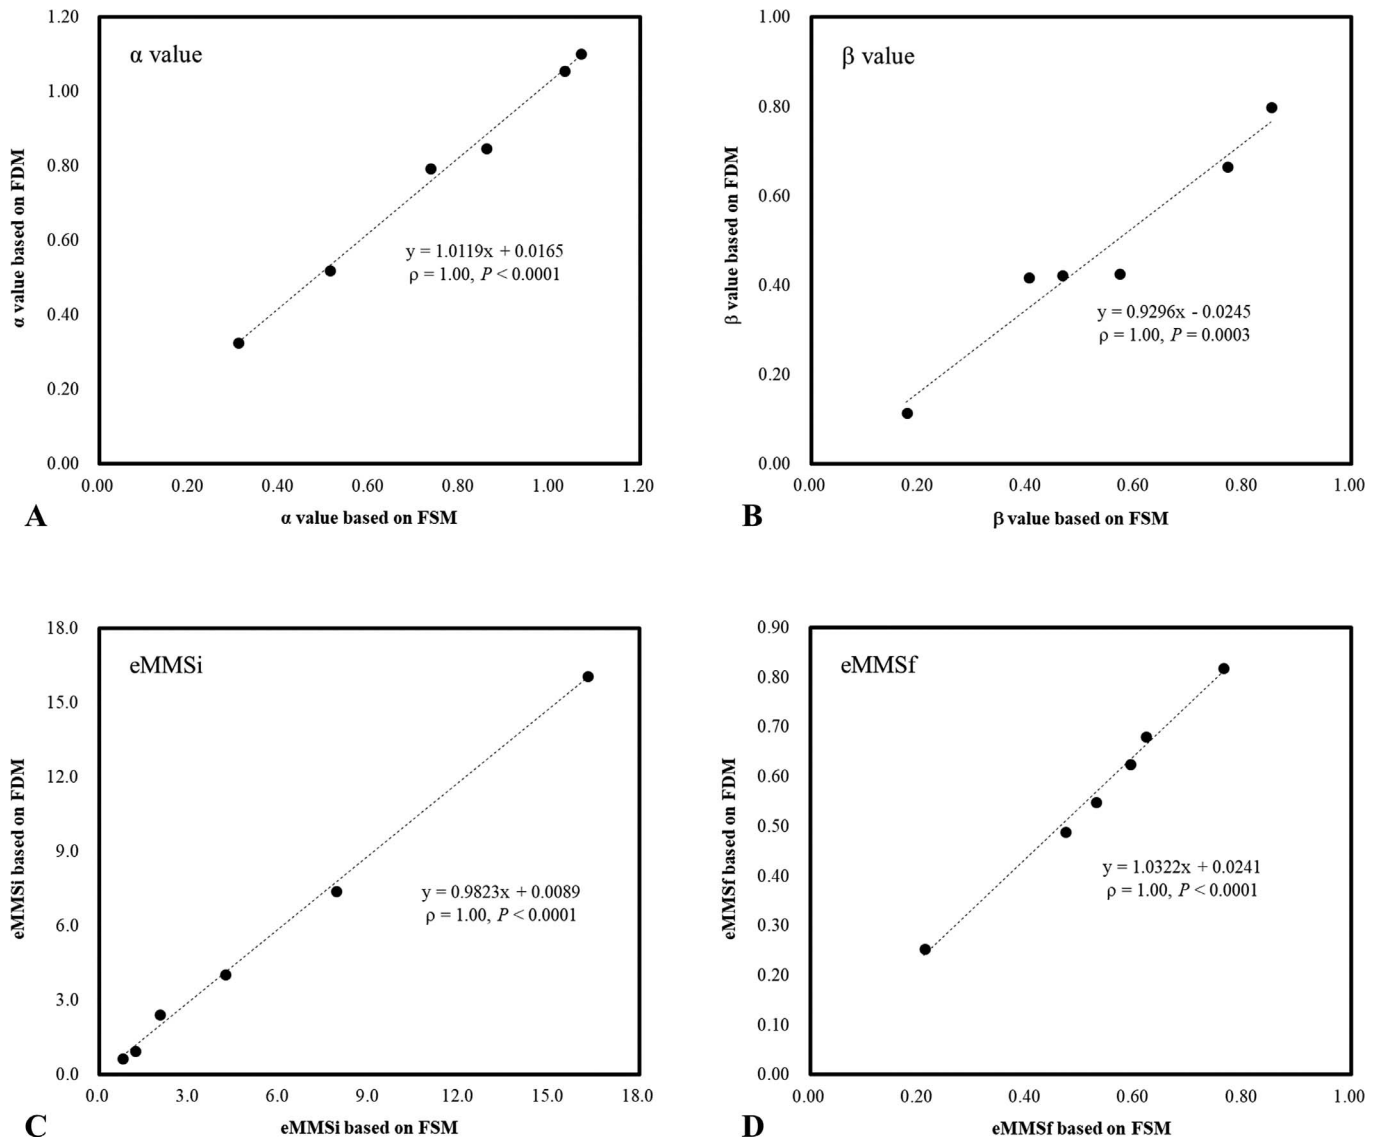 α value
1.20
1.00
0.80
0.60
0.40
0.20
0.00
α value based on FDM
y = 1.0119x + 0.0165
ρ = 1.00, P < 0.0001
0.00 0.20 0.40 0.60 0.80 1.00 1.20
α value based on FSM
A
β value
1.00
0.80
0.60
0.40
0.20
0.00
β value based on FDM
y = 0.9296x - 0.0245
ρ = 1.00, P = 0.0003
0.00 0.20 0.40 0.60 0.80 1.00
β value based on FSM
B
eMMSi
18.0
15.0
12.0
9.0
6.0
3.0
0.0
eMMSi based on FDM
y = 0.9823x + 0.0089
ρ = 1.00, P < 0.0001
0.0 3.0 6.0 9.0 12.0 15.0 18.0
eMMSi based on FSM
C
eMMSf
0.90
0.80
0.70
0.60
0.50
0.40
0.30
0.20
0.10
0.00
eMMSf based on FDM
y = 1.0322x + 0.0241
ρ = 1.00, P < 0.0001
0.00 0.20 0.40 0.60 0.80 1.00
eMMSf based on FSM
D